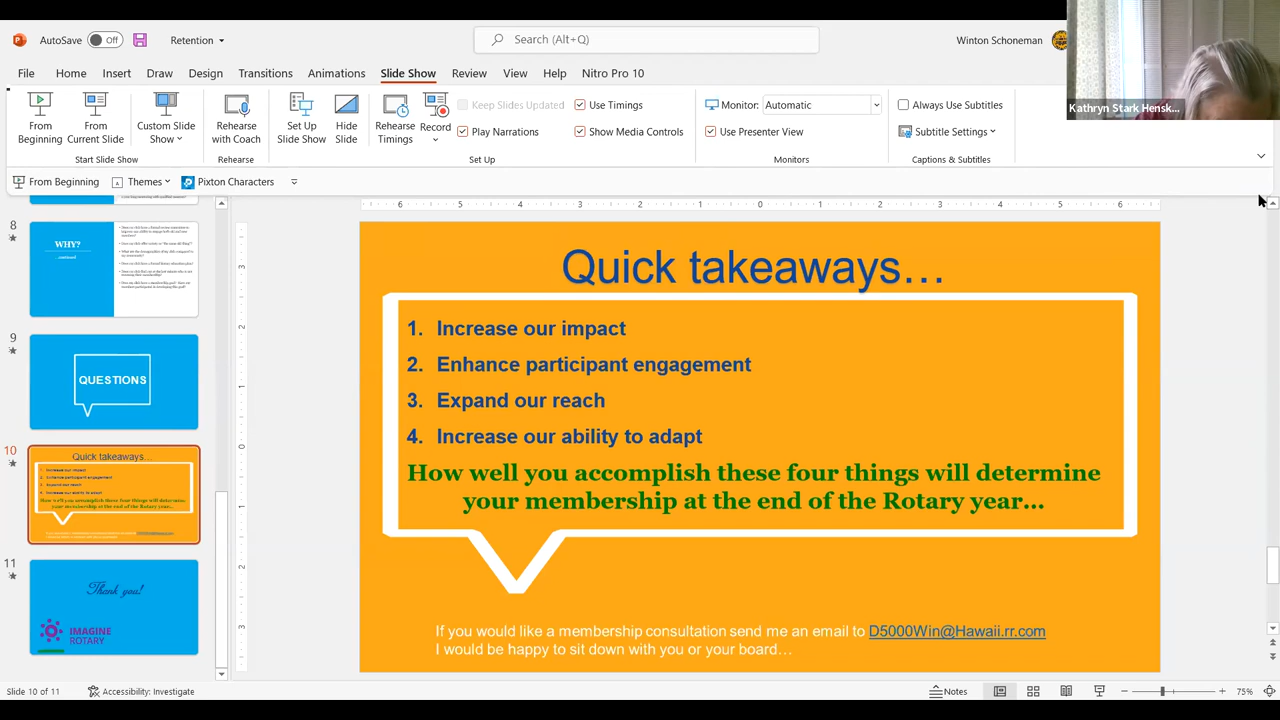 AutoSave Off Retention Search (Alt+Q) Winton Schoneman
File Home Insert Draw Design Transitions Animations Slide Show Review View Help Nitro Pro 10
Kathryn Stark Hensk...
From Beginning
From Current Slide
Custom Slide Show
Start Slide Show
Rehearse with Coach
Rehearse
Set Up Slide Show
Hide Slide
Rehearse Timings
Record
Keep Slides Updated
Play Narrations
Use Timings
Show Media Controls
Set Up
Monitor: Automatic
Use Presenter View
Monitors
Always Use Subtitles
Subtitle Settings
Captions & Subtitles
From Beginning Themes Pixton Characters
8
WHY?
...continued
9
QUESTIONS
10
Quick takeaways...
11
Thank you!
IMAGINE
ROTARY
Quick takeaways...
1. Increase our impact
2. Enhance participant engagement
3. Expand our reach
4. Increase our ability to adapt
How well you accomplish these four things will determine
your membership at the end of the Rotary year...
If you would like a membership consultation send me an email to D5000Win@Hawaii.rr.com
I would be happy to sit down with you or your board...
Slide 10 of 11 Accessibility: Investigate Notes 75%